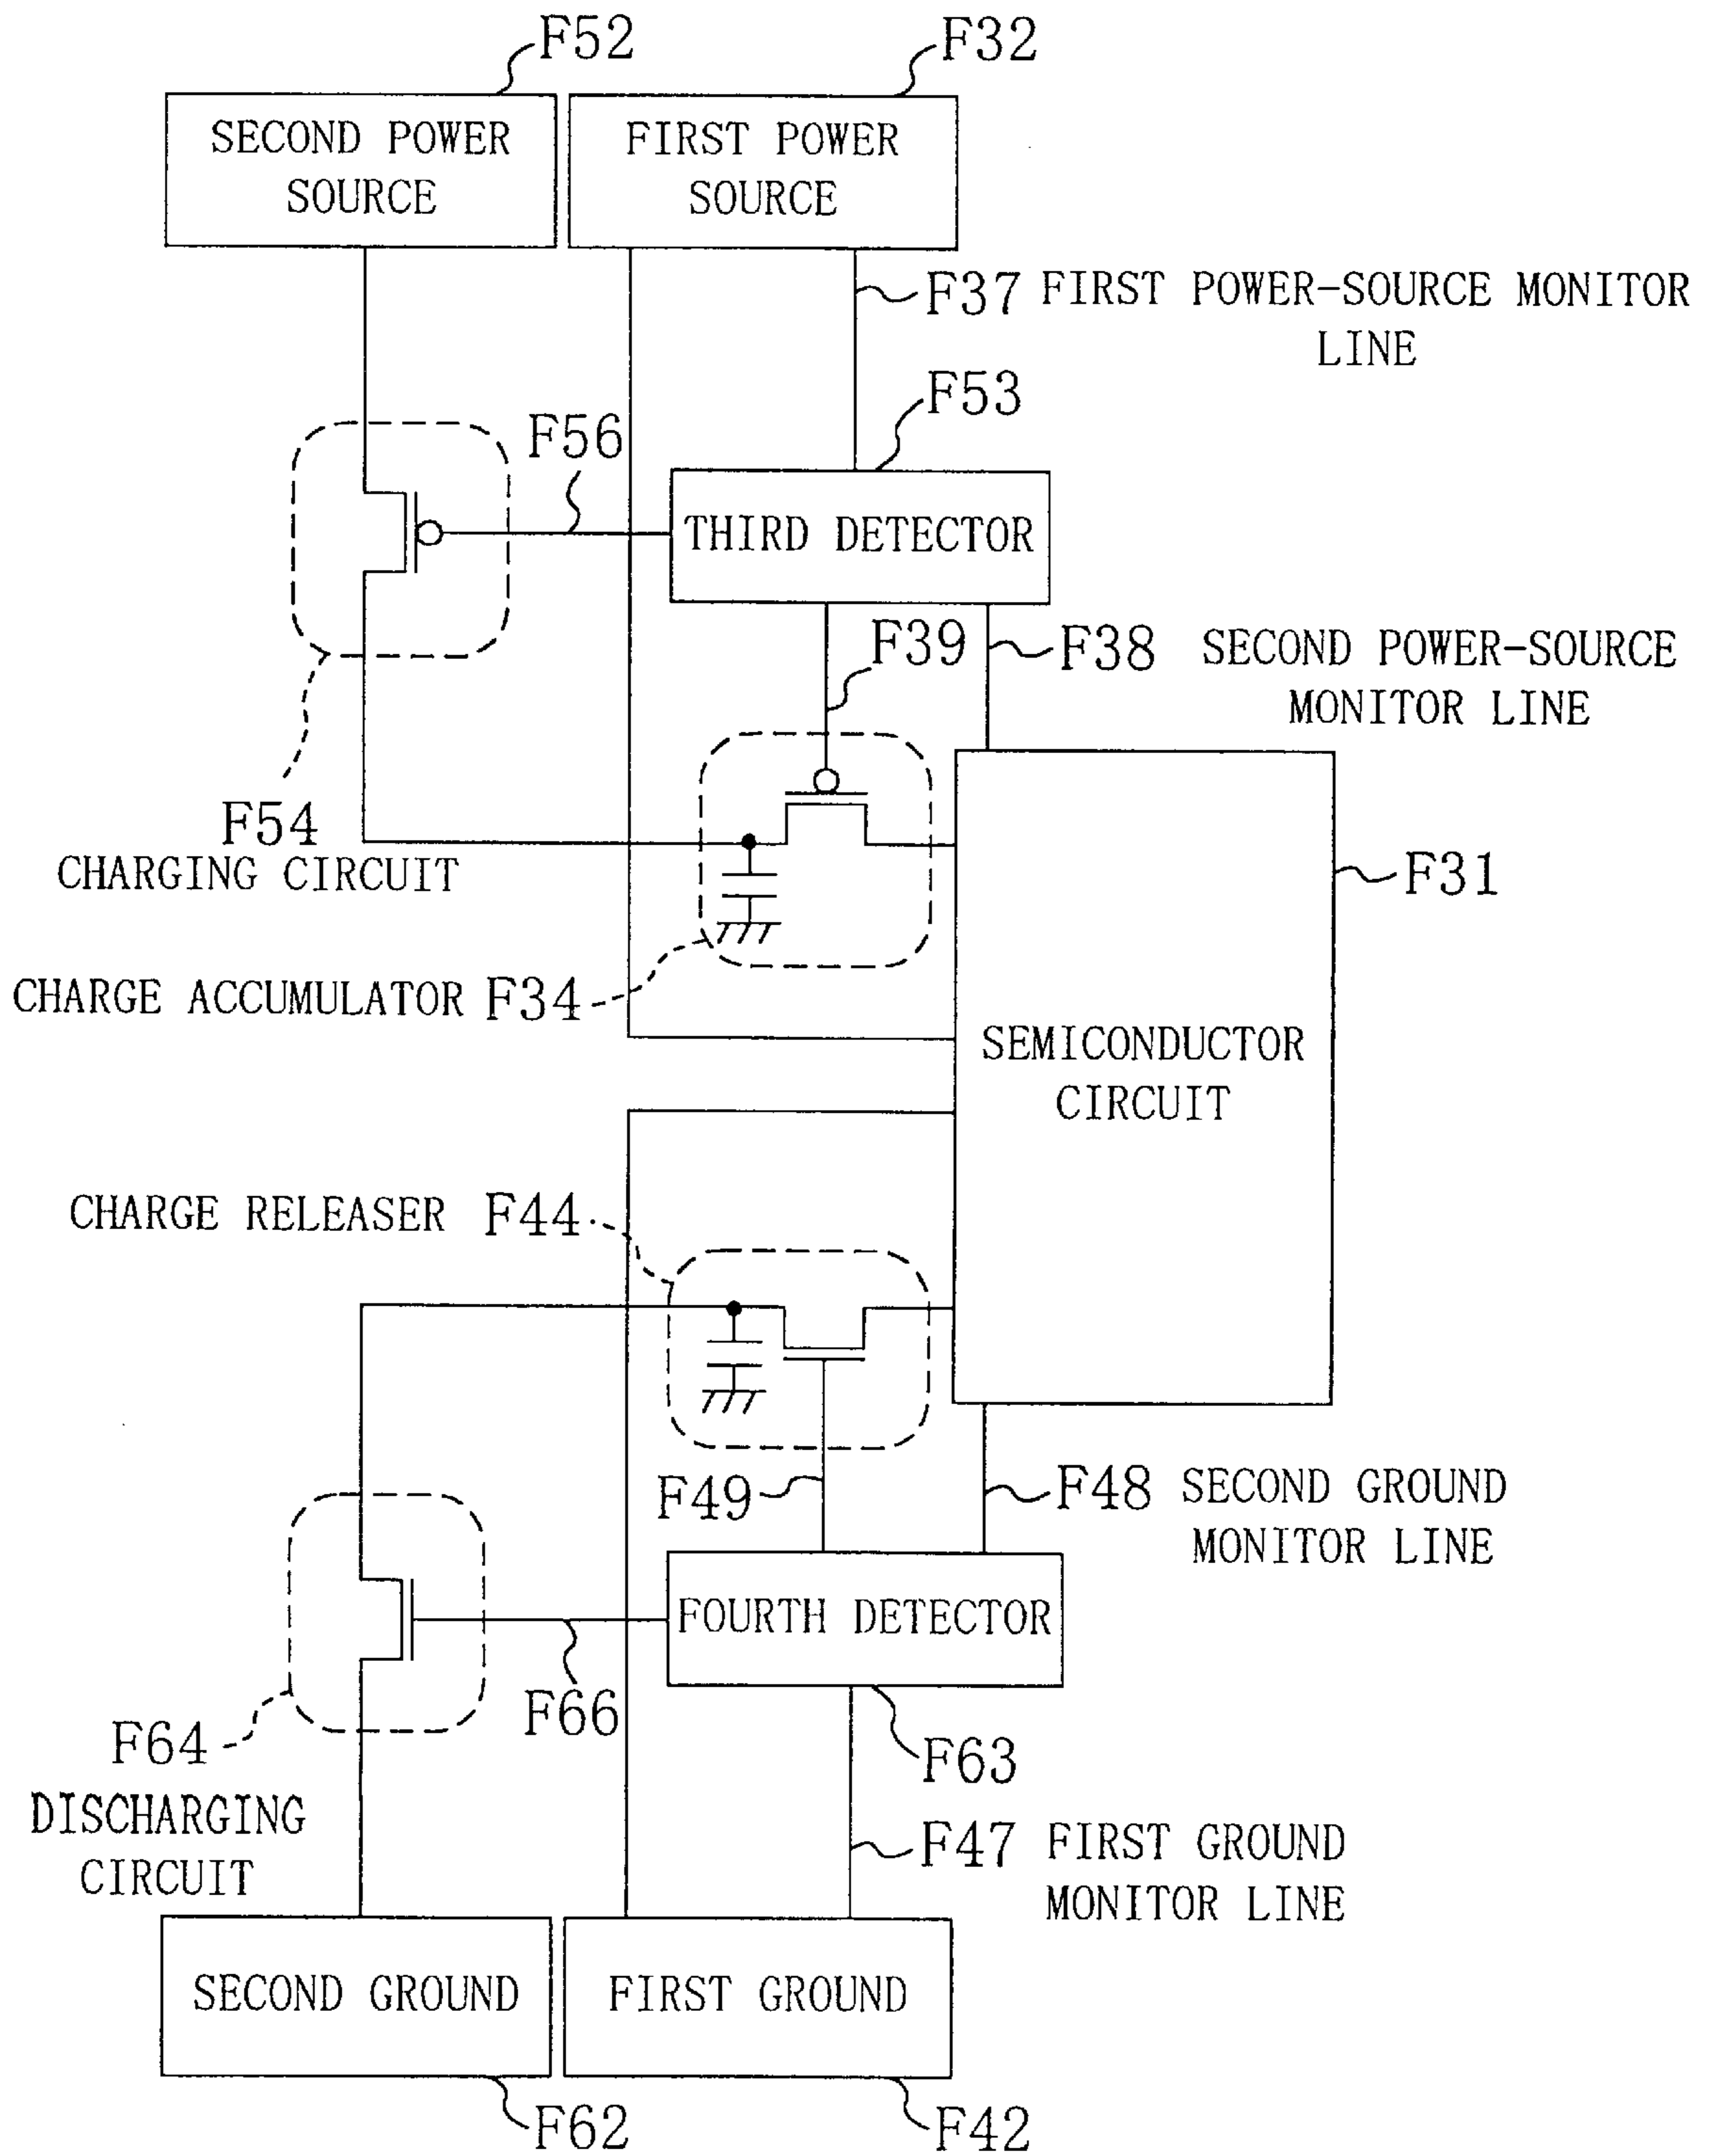 F52
F32
SECOND POWER
SOURCE
FIRST POWER
SOURCE
F37 FIRST POWER-SOURCE MONITOR
LINE
F53
F56
THIRD DETECTOR
F39
F38 SECOND POWER-SOURCE
MONITOR LINE
F54
CHARGING CIRCUIT
F31
CHARGE ACCUMULATOR F34
SEMICONDUCTOR
CIRCUIT
CHARGE RELEASER F44
F49
F48 SECOND GROUND
MONITOR LINE
FOURTH DETECTOR
F66
F64
DISCHARGING
CIRCUIT
F63
F47 FIRST GROUND
MONITOR LINE
SECOND GROUND
FIRST GROUND
F62
F42